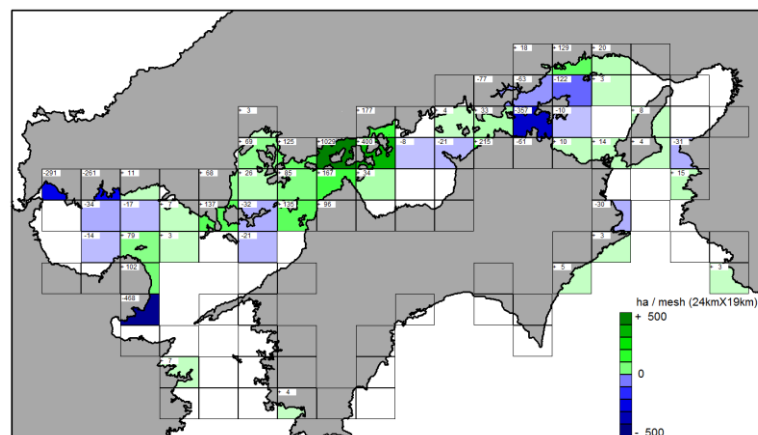 + 18 + 129 + 20
-77 -63 -122 + 3
+ 3 + 177 + 4 33 -357 -10 + 8
+ 69 + 125 + 1029 + 400 -8 -21 + 215 -61 + 10 + 14 + 4 -31
-291 -261 + 11 + 68 + 26 + 85 + 167 + 34 + 15
-34 -17 + 137 -32 + 135 + 96 -30
-14 + 79 + 3 -21 + 3
+ 102 + 5 + 3
-468
+ 7
+ 4
ha / mesh (24kmX19km)
+ 500
0
- 500